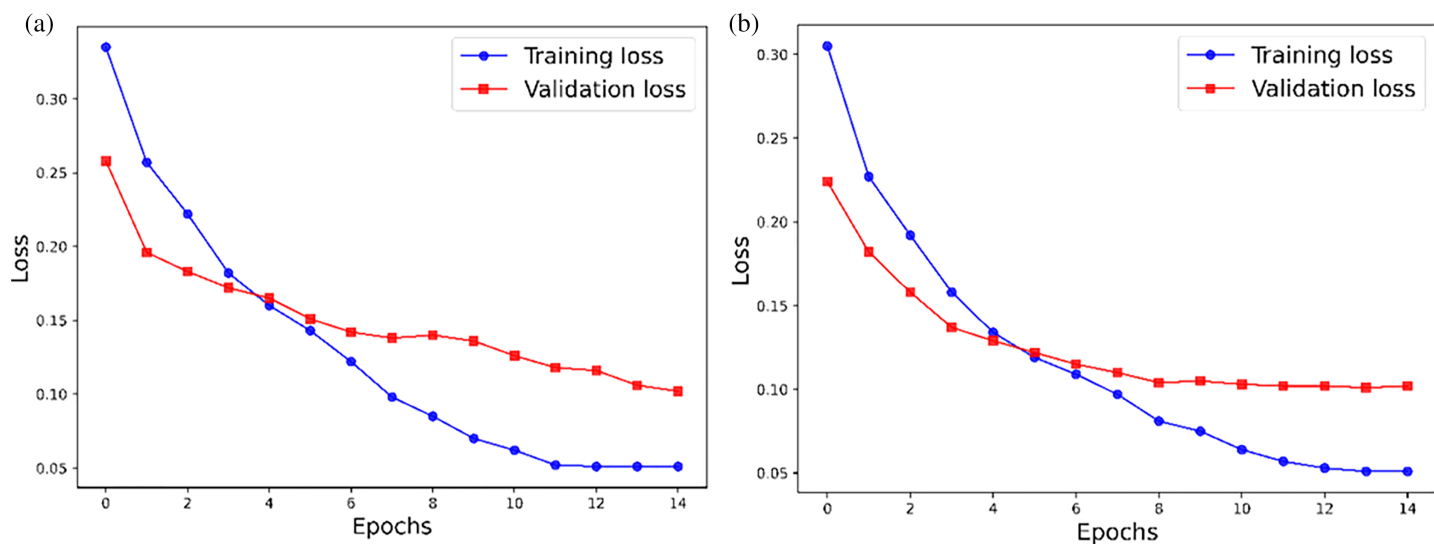 (a)
Training loss
Validation loss
0.30
0.25
0.20
0.15
0.10
0.05
Loss
0 2 4 6 8 10 12 14
Epochs
(b)
Training loss
Validation loss
0.30
0.25
0.20
0.15
0.10
0.05
Loss
0 2 4 6 8 10 12 14
Epochs